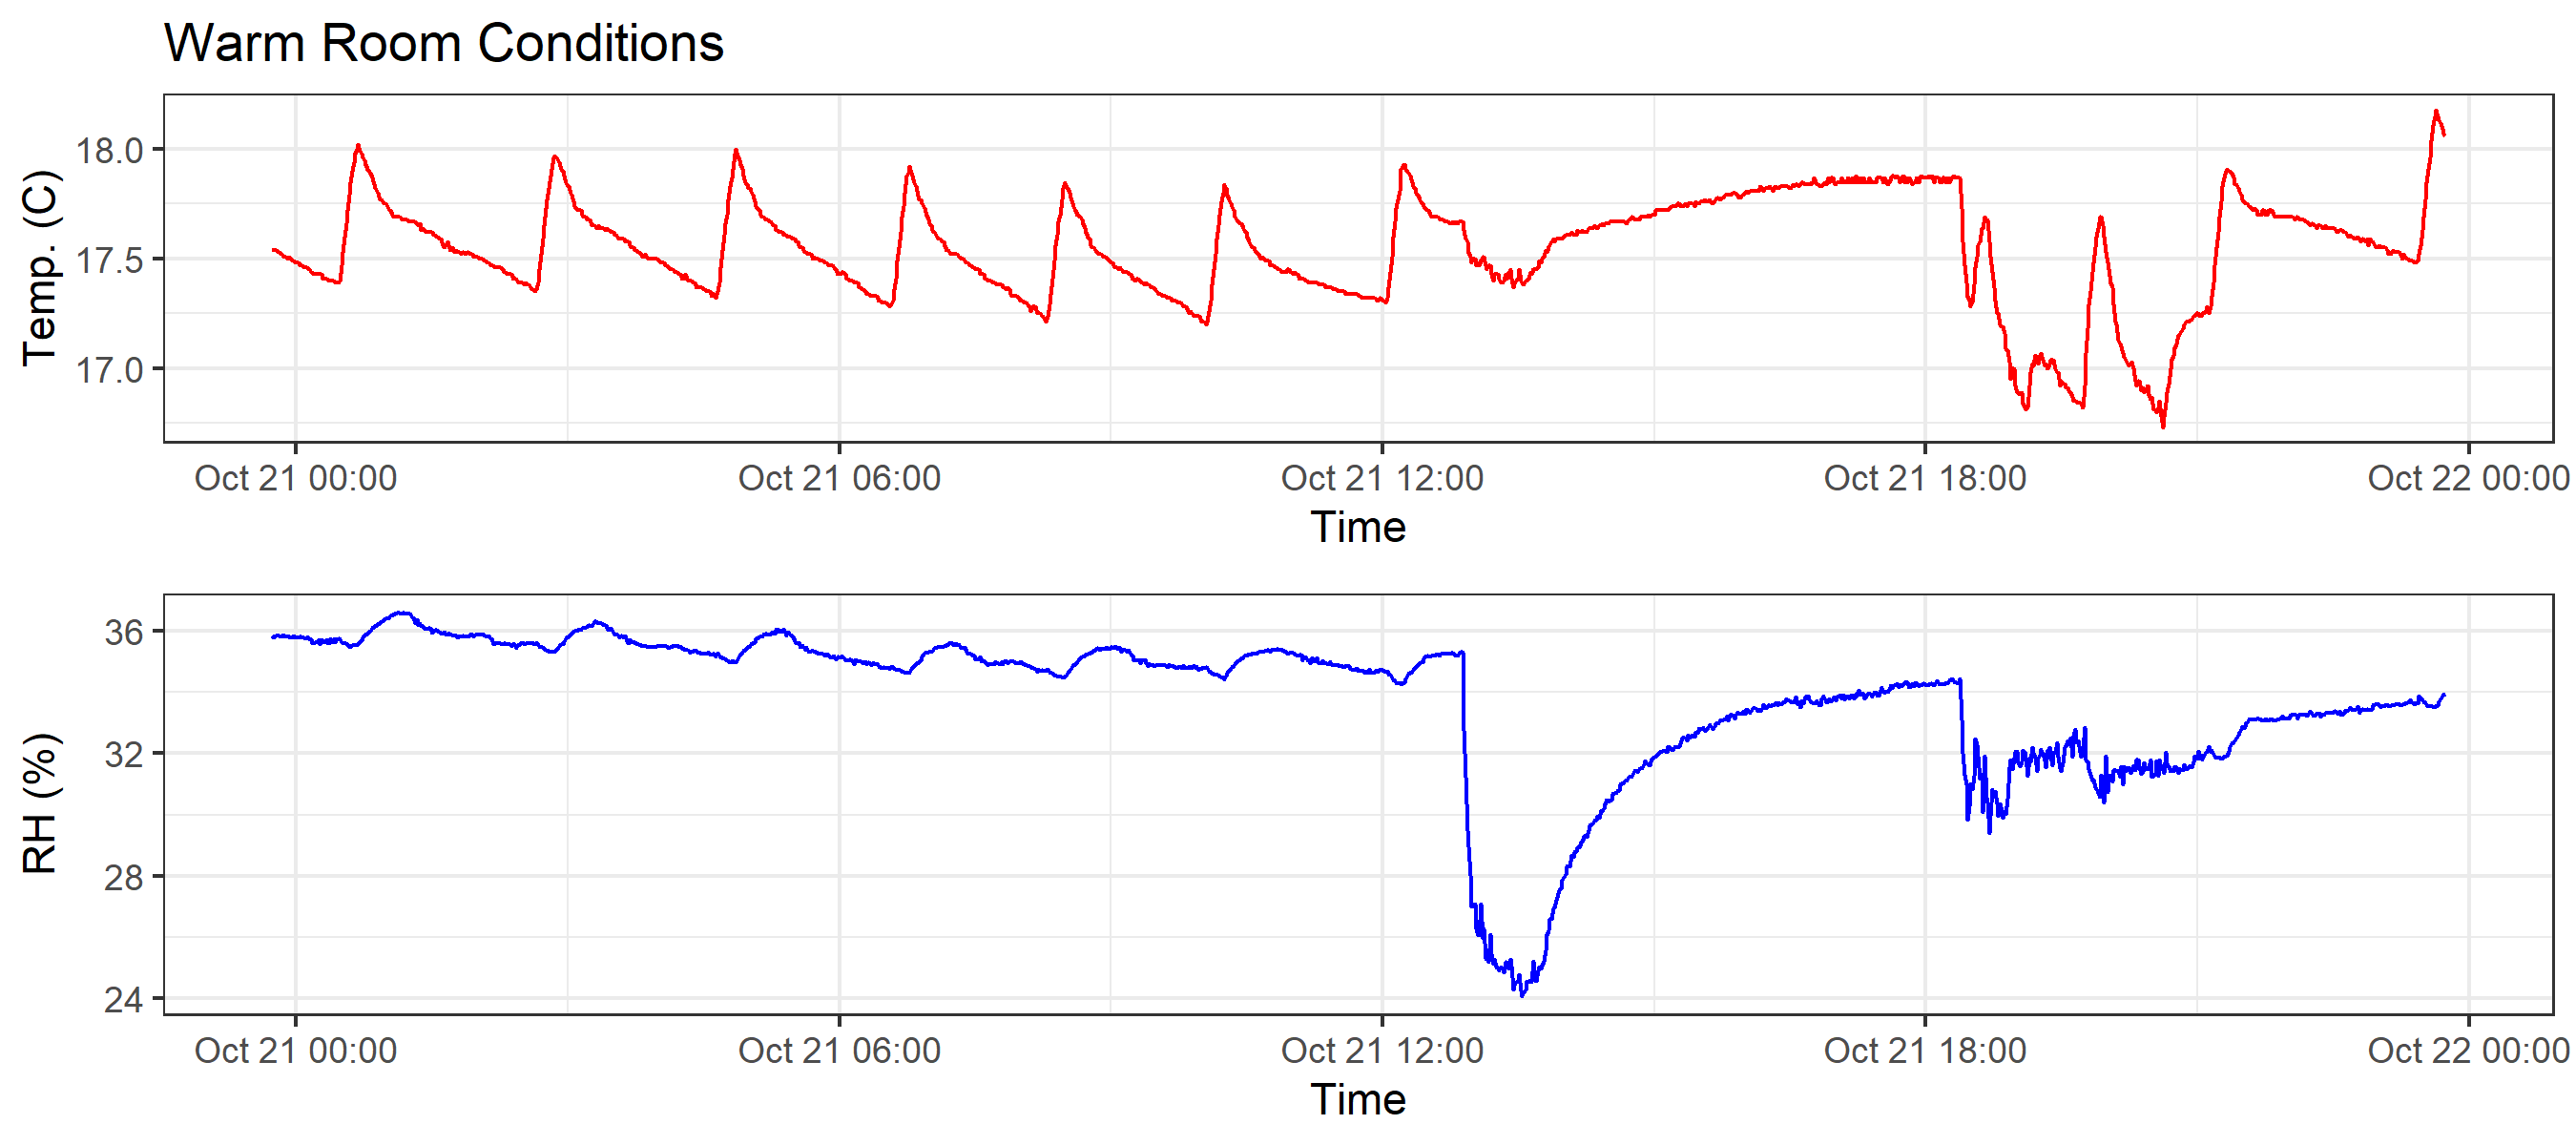 Warm Room Conditions
Temp. (C)
18.0
17.5
17.0
Oct 21 00:00 Oct 21 06:00 Oct 21 12:00 Oct 21 18:00 Oct 22 00:00
Time
RH (%)
36
32
28
24
Oct 21 00:00 Oct 21 06:00 Oct 21 12:00 Oct 21 18:00 Oct 22 00:00
Time